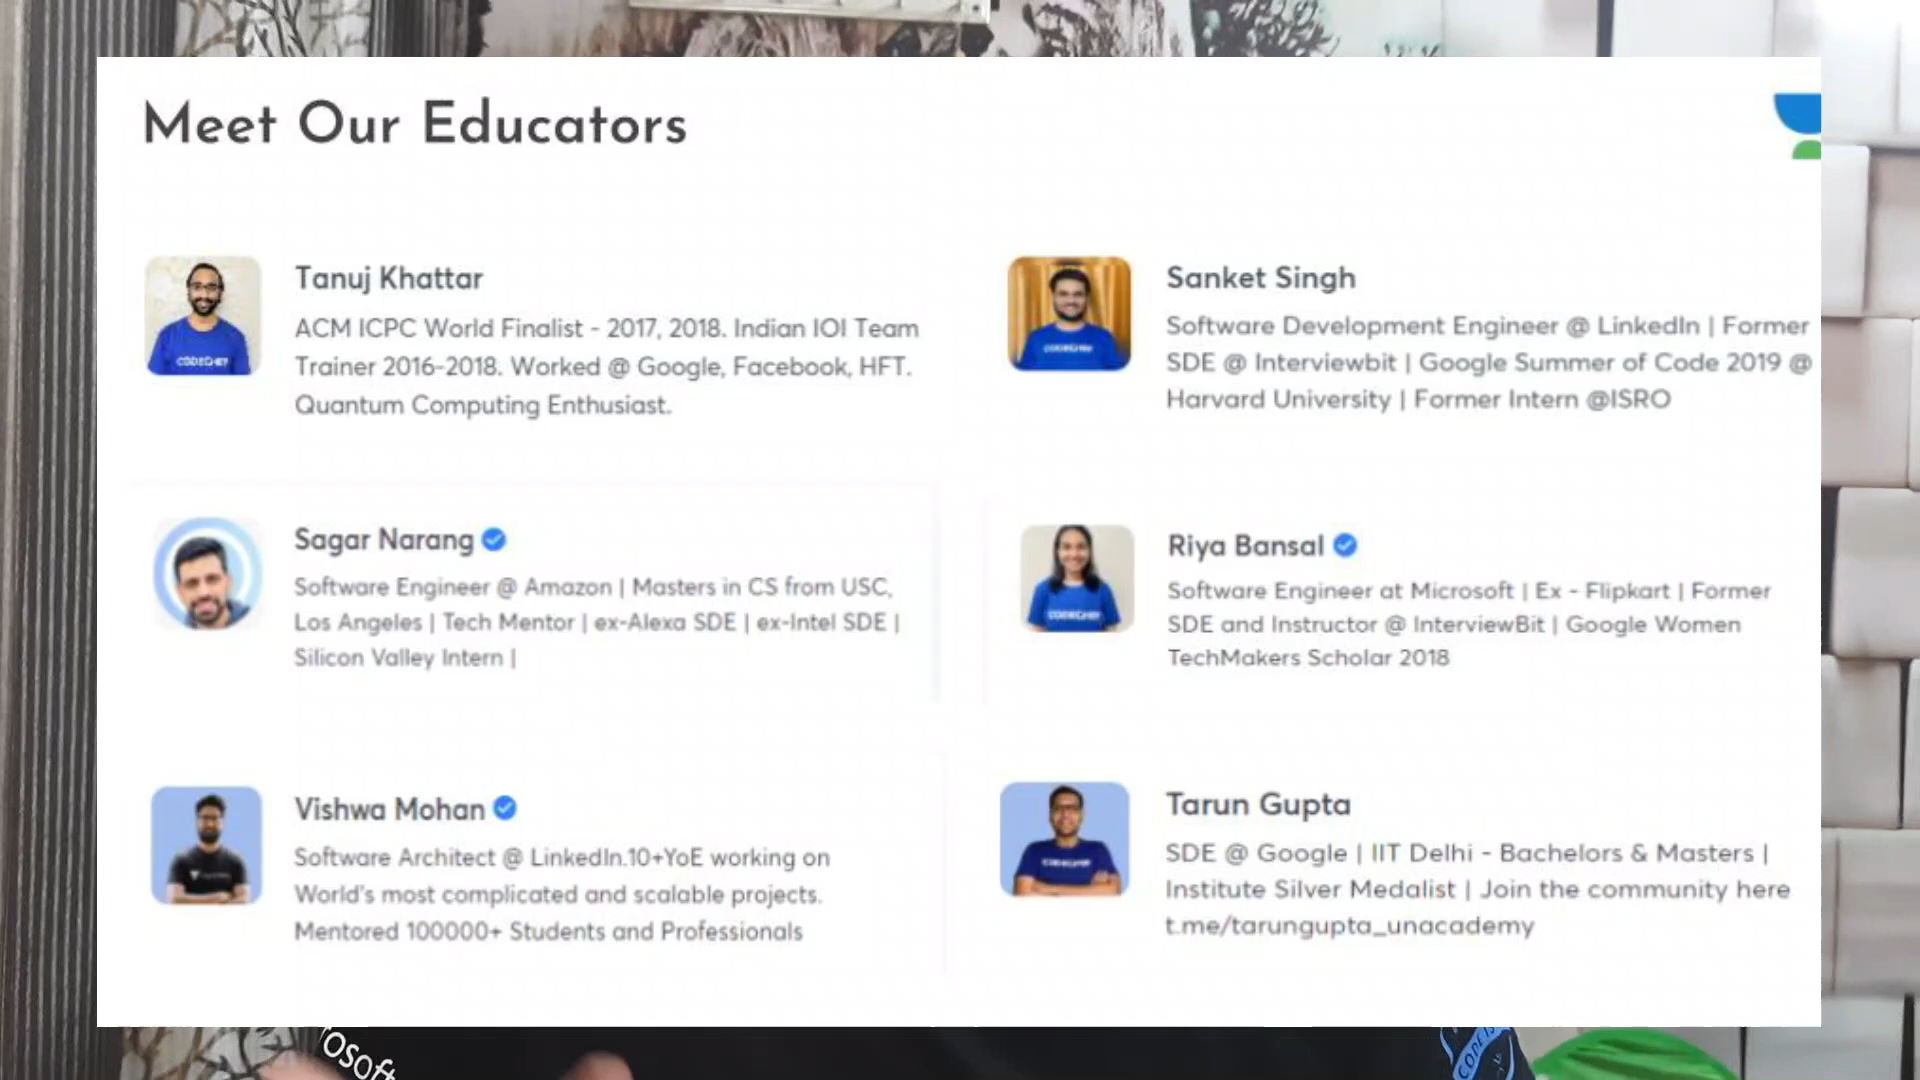 Meet Our Educators
Tanuj Khattar
ACM ICPC World Finalist - 2017, 2018. Indian IOI Team
Trainer 2016-2018. Worked @ Google, Facebook, HFT.
Quantum Computing Enthusiast.
CODECHEF
Sanket Singh
Software Development Engineer @ LinkedIn | Former
SDE @ Interviewbit | Google Summer of Code 2019 @
Harvard University | Former Intern @ISRO
CODECHEF
Sagar Narang
Software Engineer @ Amazon | Masters in CS from USC,
Los Angeles | Tech Mentor | ex-Alexa SDE | ex-Intel SDE |
Silicon Valley Intern |
Riya Bansal
Software Engineer at Microsoft | Ex - Flipkart | Former
SDE and Instructor @ InterviewBit | Google Women
TechMakers Scholar 2018
CODECHEF
Vishwa Mohan
Software Architect @ LinkedIn.10+YoE working on
World's most complicated and scalable projects.
Mentored 100000+ Students and Professionals
Tarun Gupta
SDE @ Google | IIT Delhi - Bachelors & Masters |
Institute Silver Medalist | Join the community here
t.me/tarungupta_unacademy
CODECHEF
rosoft